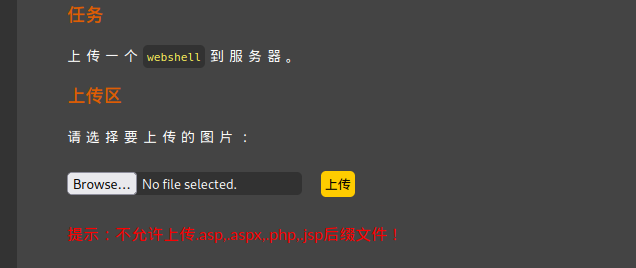 任务
上传一个 webshell 到服务器。
上传区
请选择要上传的图片：
Browse... No file selected. 上传
提示：不允许上传.asp,.aspx,.php,.jsp后缀文件！